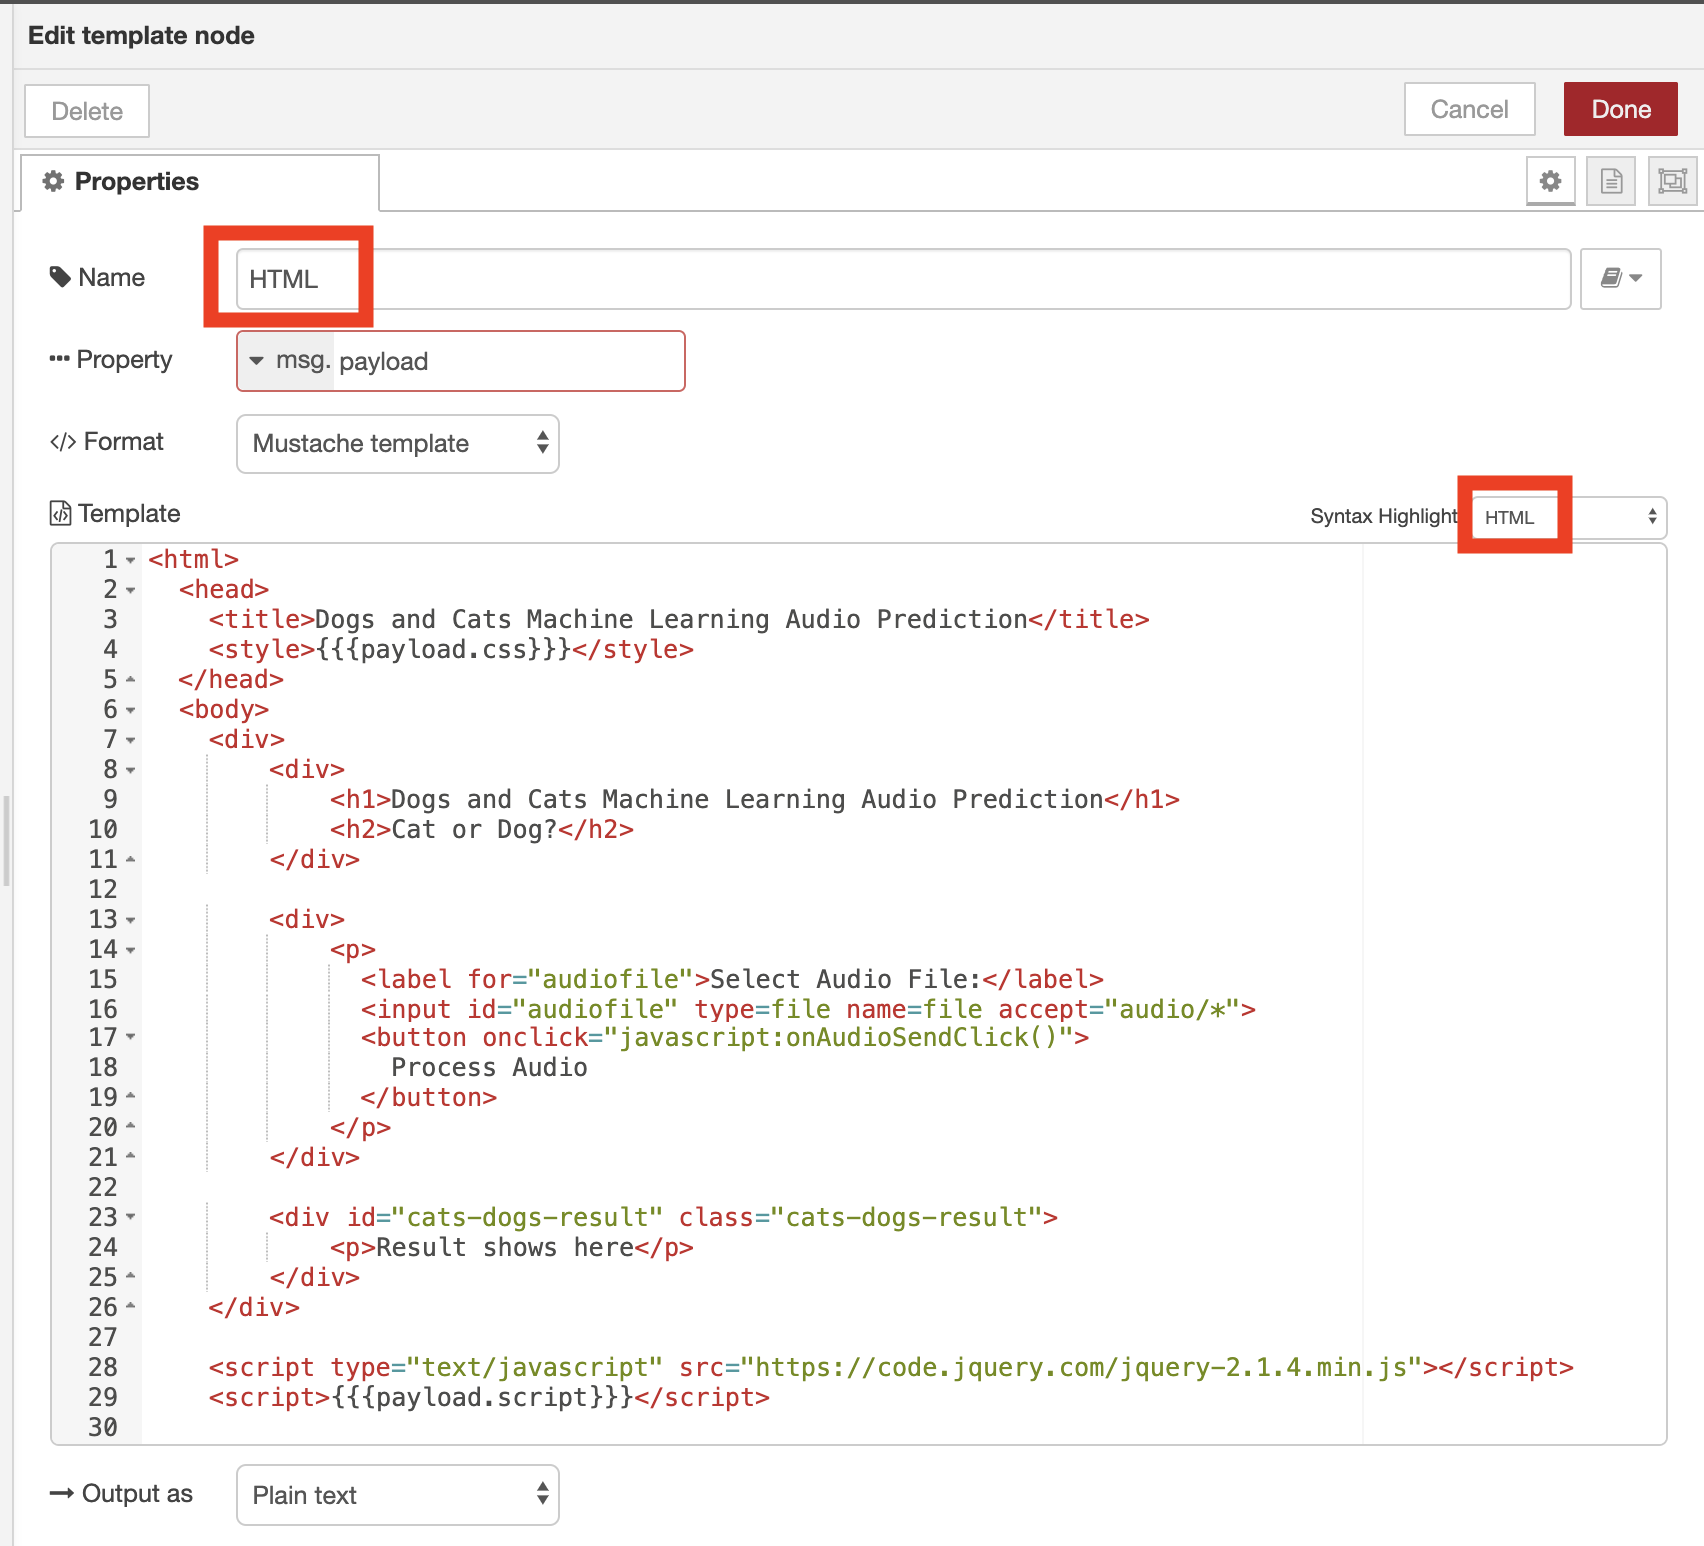 Edit template node
Delete
Cancel
Done
Properties
Name
HTML
Property
msg.
payload
</> Format
Mustache template
Template
Syntax Highlight
HTML
1 <html>
2   <head>
3     <title>Dogs and Cats Machine Learning Audio Prediction</title>
4     <style>{{{payload.css}}}</style>
5   </head>
6   <body>
7     <div>
8         <div>
9             <h1>Dogs and Cats Machine Learning Audio Prediction</h1>
10             <h2>Cat or Dog?</h2>
11         </div>
12
13         <div>
14             <p>
15               <label for="audiofile">Select Audio File:</label>
16               <input id="audiofile" type=file name=file accept="audio/*">
17               <button onclick="javascript:onAudioSendClick()">
18                 Process Audio
19               </button>
20             </p>
21         </div>
22
23         <div id="cats-dogs-result" class="cats-dogs-result">
24             <p>Result shows here</p>
25         </div>
26     </div>
27
28     <script type="text/javascript" src="https://code.jquery.com/jquery-2.1.4.min.js"></script>
29     <script>{{{payload.script}}}</script>
30
Output as
Plain text